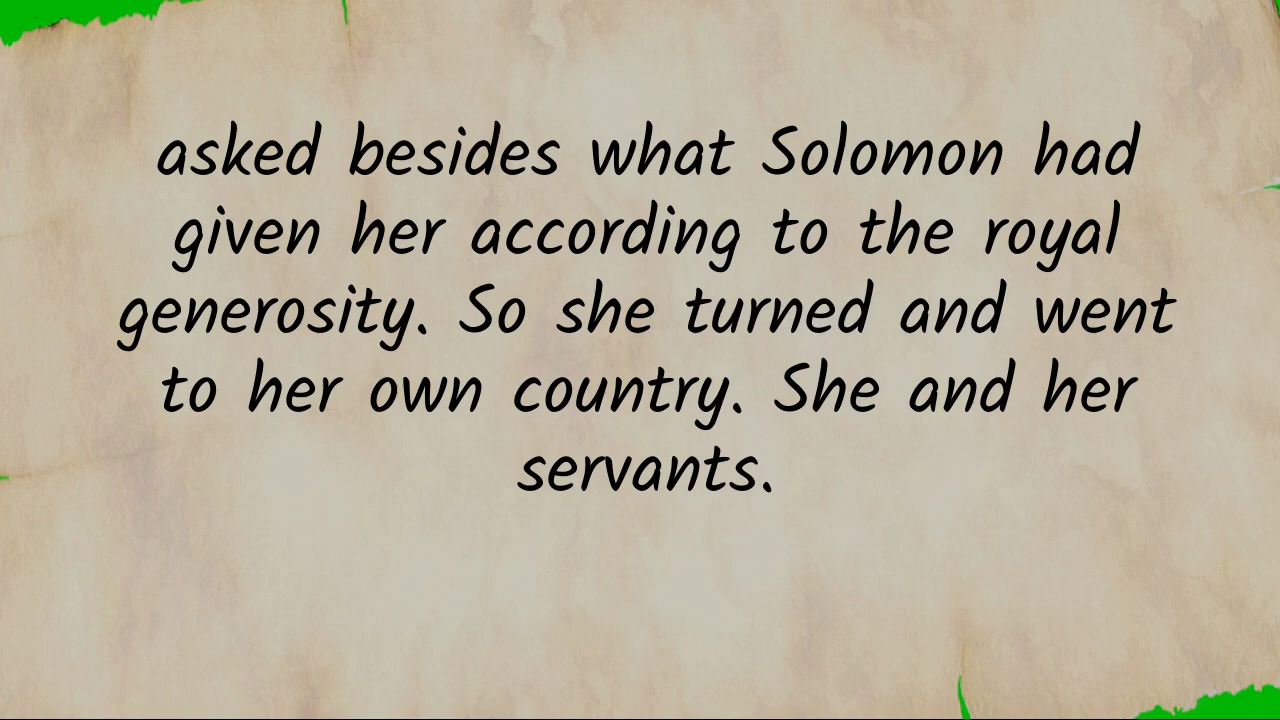 asked besides what Solomon had
given her according to the royal
generosity. So she turned and went
to her own country. She and her
servants.